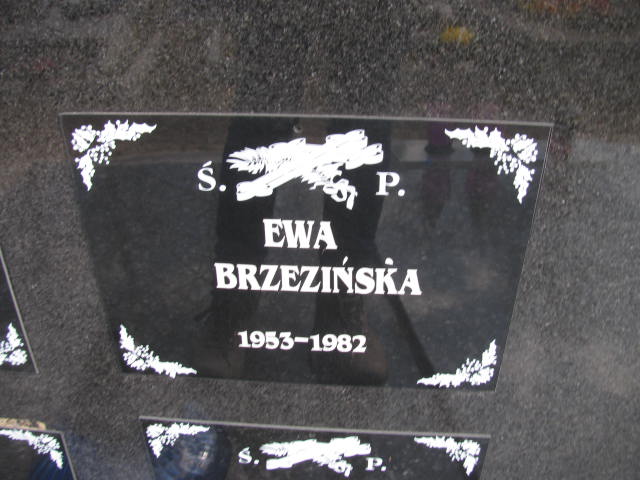 Ś. P.
EWA
BRZEZIŃSKA
1953-1982
Ś. P.